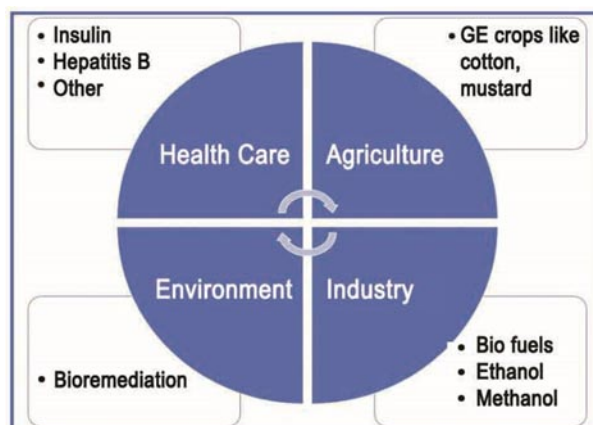 • Insulin
• Hepatitis B
• Other
• GE crops like
cotton,
mustard
Health Care
Agriculture
Environment
Industry
• Bioremediation
• Bio fuels
• Ethanol
• Methanol